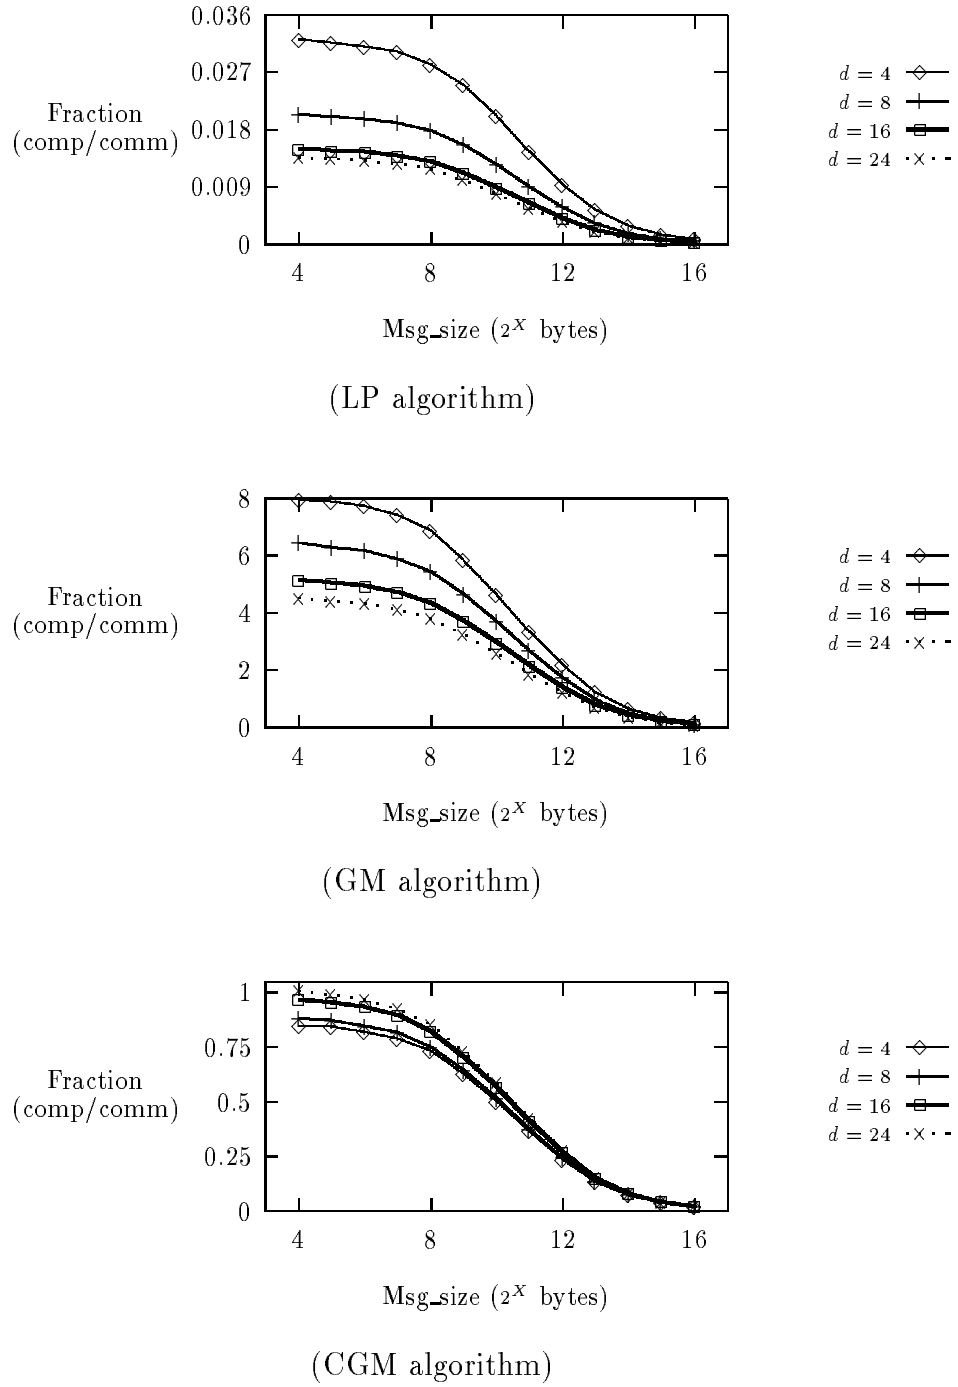 0.036
0.027
0.018
0.009
0
Fraction
(comp/comm)
4
8
12
16
Msg_size (2^X bytes)
d = 4
d = 8
d = 16
d = 24
(LP algorithm)
8
6
4
2
0
Fraction
(comp/comm)
4
8
12
16
Msg_size (2^X bytes)
d = 4
d = 8
d = 16
d = 24
(GM algorithm)
1
0.75
0.5
0.25
0
Fraction
(comp/comm)
4
8
12
16
Msg_size (2^X bytes)
d = 4
d = 8
d = 16
d = 24
(CGM algorithm)